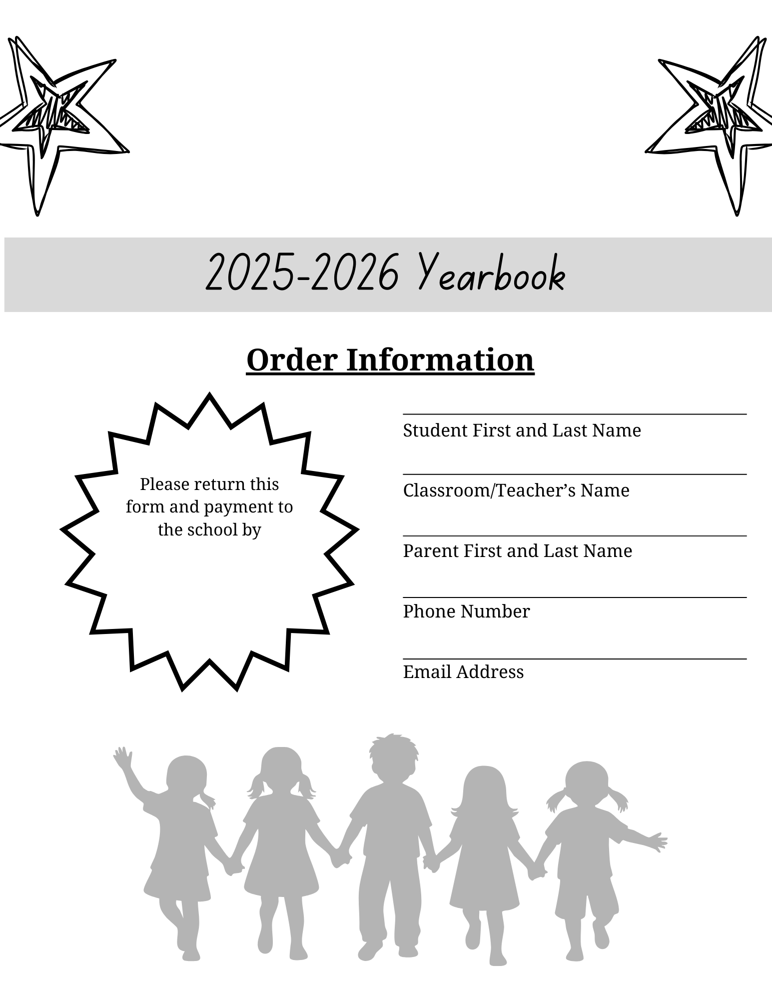 2025-2026 Yearbook
Order Information
Please return this
form and payment to
the school by
Student First and Last Name
Classroom/Teacher’s Name
Parent First and Last Name
Phone Number
Email Address